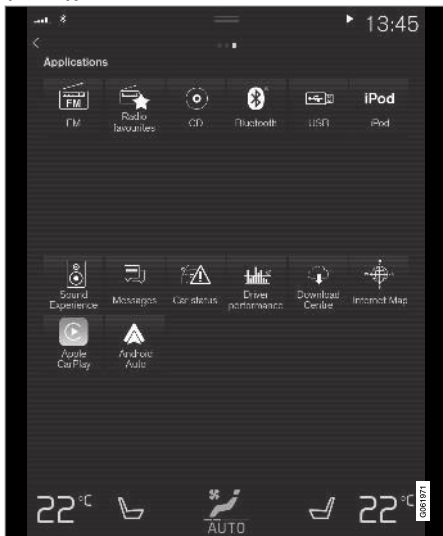 13:45
Applications
FM
iPod
FM
Radio
favourites
CD
Bluetooth
USB
iPod
Sound
Experience
Messages
Car status
Driver
performance
Download
Centre
Internet Map
Apple
CarPlay
Android
Auto
22°C
22°C
AUTO
G061971